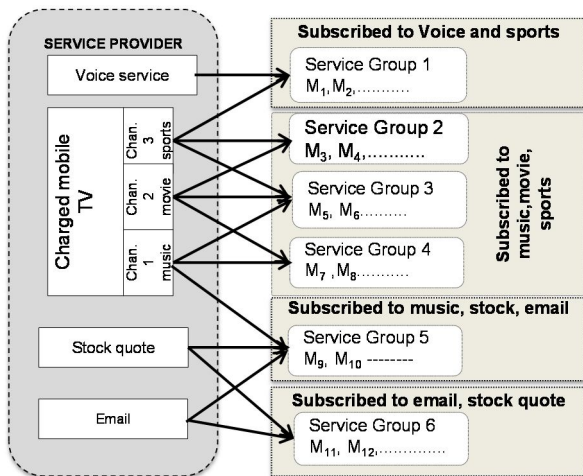 SERVICE PROVIDER
Voice service
Charged mobile
TV
Chan.
3
sports
Chan.
2
movie
Chan.
1
music
Stock quote
Email
Subscribed to Voice and sports
Service Group 1
M1, M2,...........
Service Group 2
M3, M4,...........
Service Group 3
M5, M6..........
Service Group 4
M7 ,M8...........
Subscribed to
music,movie,
sports
Subscribed to music, stock, email
Service Group 5
M9, M10 --------
Subscribed to email, stock quote
Service Group 6
M11, M12,..............